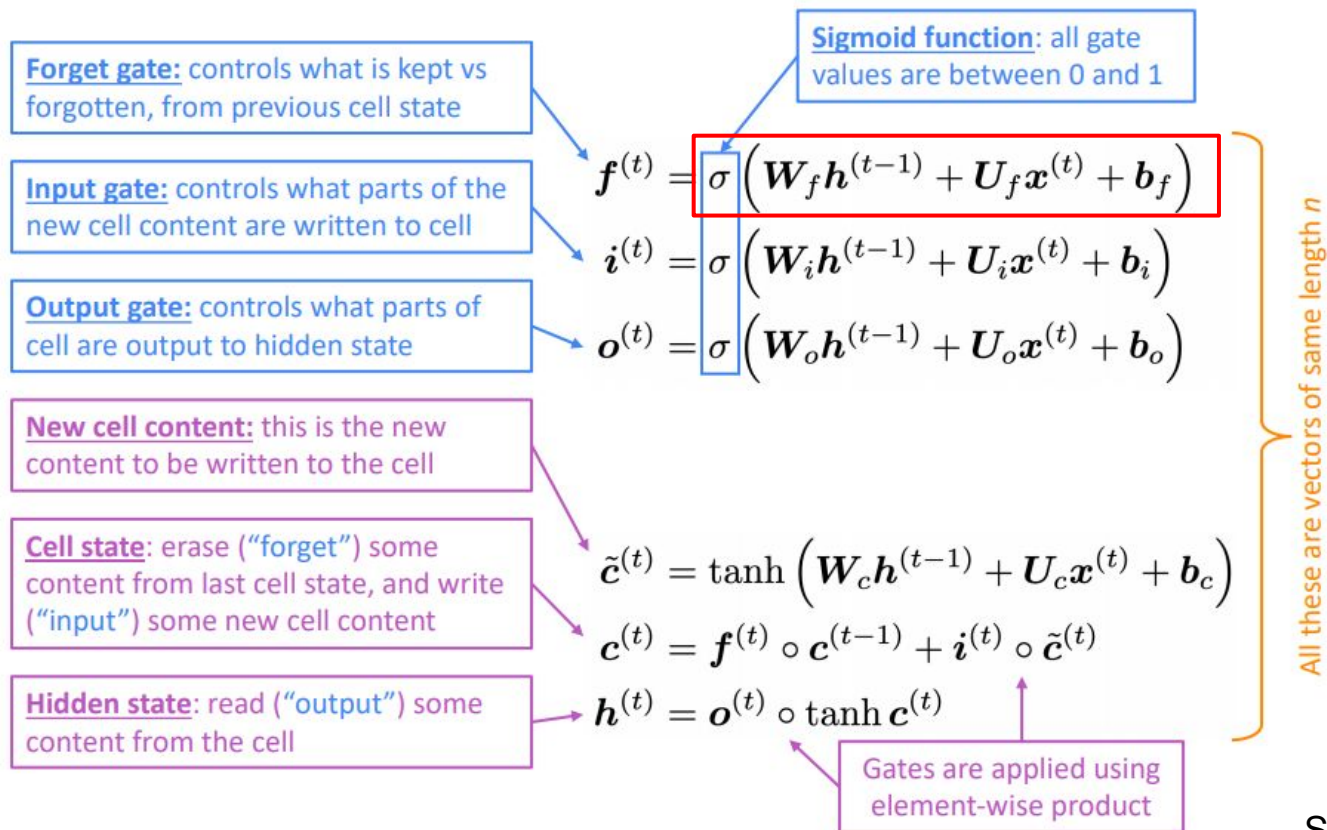 Sigmoid function: all gate
values are between 0 and 1
Forget gate: controls what is kept vs
forgotten, from previous cell state
f^{(t)} = σ(W_f h^{(t−1)} + U_f x^{(t)} + b_f)
Input gate: controls what parts of the
new cell content are written to cell
i^{(t)} = σ(W_i h^{(t−1)} + U_i x^{(t)} + b_i)
Output gate: controls what parts of
cell are output to hidden state
o^{(t)} = σ(W_o h^{(t−1)} + U_o x^{(t)} + b_o)
New cell content: this is the new
content to be written to the cell
c̃^{(t)} = tanh(W_c h^{(t−1)} + U_c x^{(t)} + b_c)
Cell state: erase (“forget”) some
content from last cell state, and write
(“input”) some new cell content
c^{(t)} = f^{(t)} ∘ c^{(t−1)} + i^{(t)} ∘ c̃^{(t)}
Hidden state: read (“output”) some
content from the cell
h^{(t)} = o^{(t)} ∘ tanh c^{(t)}
Gates are applied using
element-wise product
All these are vectors of same length n
S